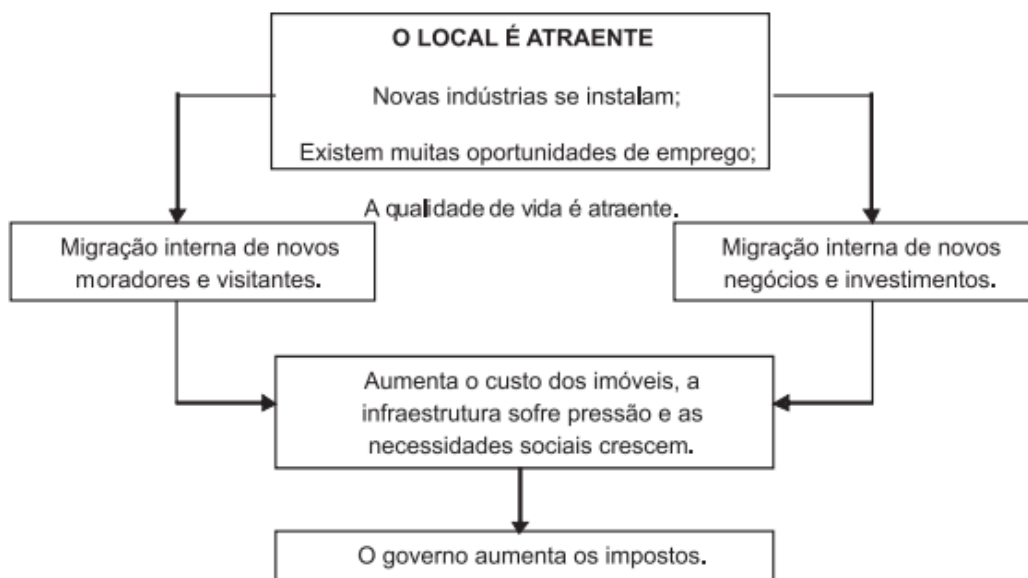 O LOCAL É ATRAENTE
Novas indústrias se instalam;
Existem muitas oportunidades de emprego;
A qualidade de vida é atraente.
Migração interna de novos
moradores e visitantes.
Migração interna de novos
negócios e investimentos.
Aumenta o custo dos imóveis, a
infraestrutura sofre pressão e as
necessidades sociais crescem.
O governo aumenta os impostos.